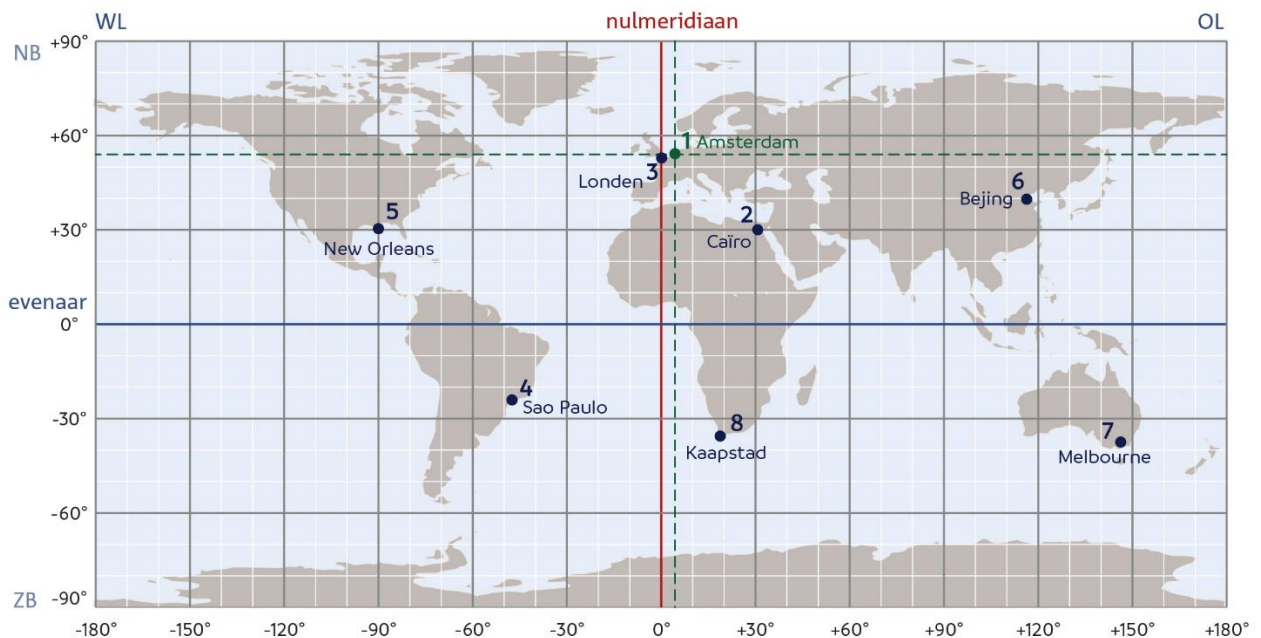 WL nulmeridiaan OL
NB +90°
+60°
1 Amsterdam
3
Londen
6
Bejing
5
New Orleans
2
Caïro
+30°
evenaar
0°
4
Sao Paulo
-30°
8
Kaapstad
7
Melbourne
-60°
ZB -90°
-180° -150° -120° -90° -60° -30° 0 +30° +60° +90° +120° +150° +180°